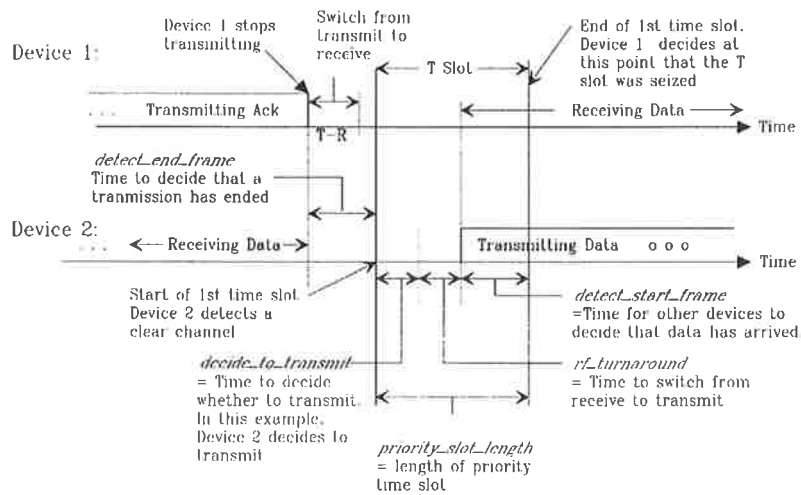 Device 1 stops
transmitting
Switch from
transmit to
receive
End of 1st time slot.
Device 1 decides at
this point that the T
slot was seized
Device 1:
T Slot
. . .
Transmitting Ack
Receiving Data
Time
T-R
detect_end_frame
Time to decide that a
tranmission has ended
Device 2:
. . .
Receiving Data
Transmitting Data o o o
Time
Start of 1st time slot
Device 2 detects a
clear channel
detect_start_frame
=Time for other devices to
decide that data has arrived
decide_to_transmit
= Time to decide
whether to transmit.
In this example,
Device 2 decides to
transmit
rf_turnaround
= Time to switch from
receive to transmit
priority_slot_length
= length of priority
time slot